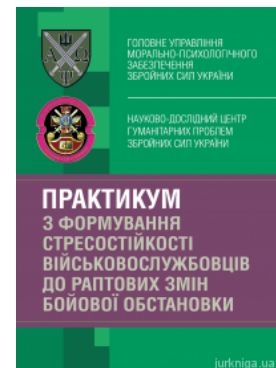 ГОЛОВНЕ УПРАВЛІННЯ
МОРАЛЬНО-ПСИХОЛОГІЧНОГО
ЗАБЕЗПЕЧЕННЯ
ЗБРОЙНИХ СИЛ УКРАЇНИ
НАУКОВО-ДОСЛІДНИЙ ЦЕНТР
ГУМАНІТАРНИХ ПРОБЛЕМ
ЗБРОЙНИХ СИЛ УКРАЇНИ
ПРАКТИКУМ
З ФОРМУВАННЯ
СТРЕСОСТІЙКОСТІ
ВІЙСЬКОВОСЛУЖБОВЦІВ
ДО РАПТОВИХ ЗМІН
БОЙОВОЇ ОБСТАНОВКИ
jurkniga.ua